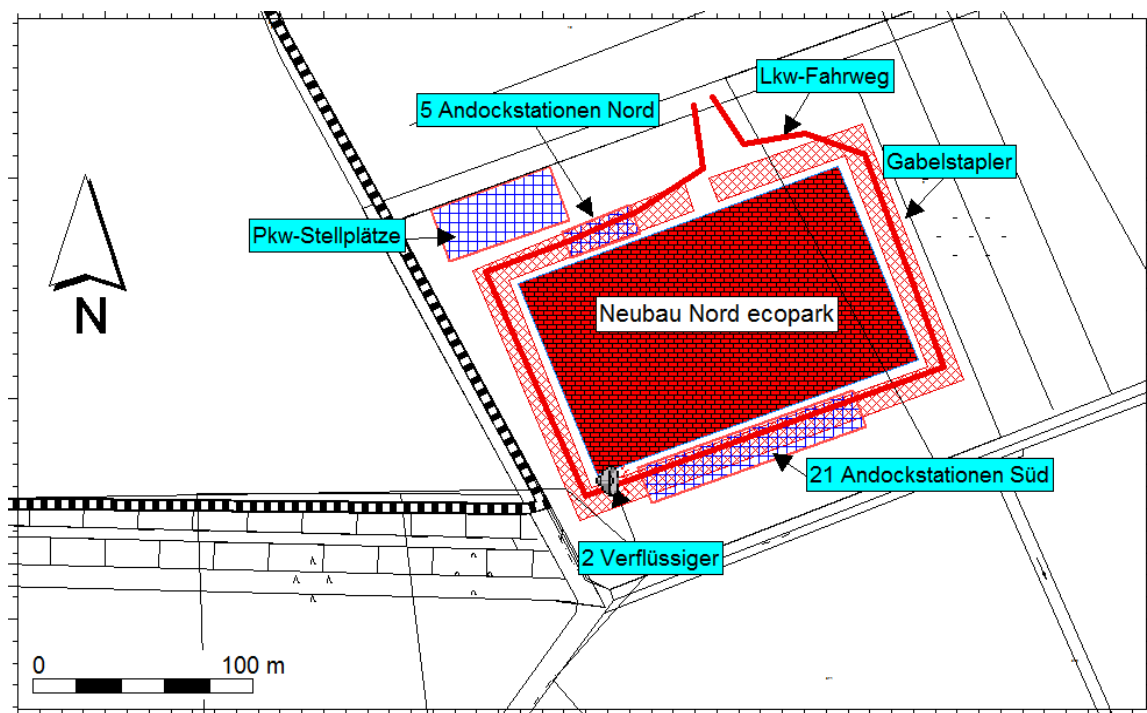 Lkw-Fahrweg
5 Andockstationen Nord
Gabelstapler
Pkw-Stellplätze
N
Neubau Nord ecopark
21 Andockstationen Süd
2 Verflüssiger
0 100 m